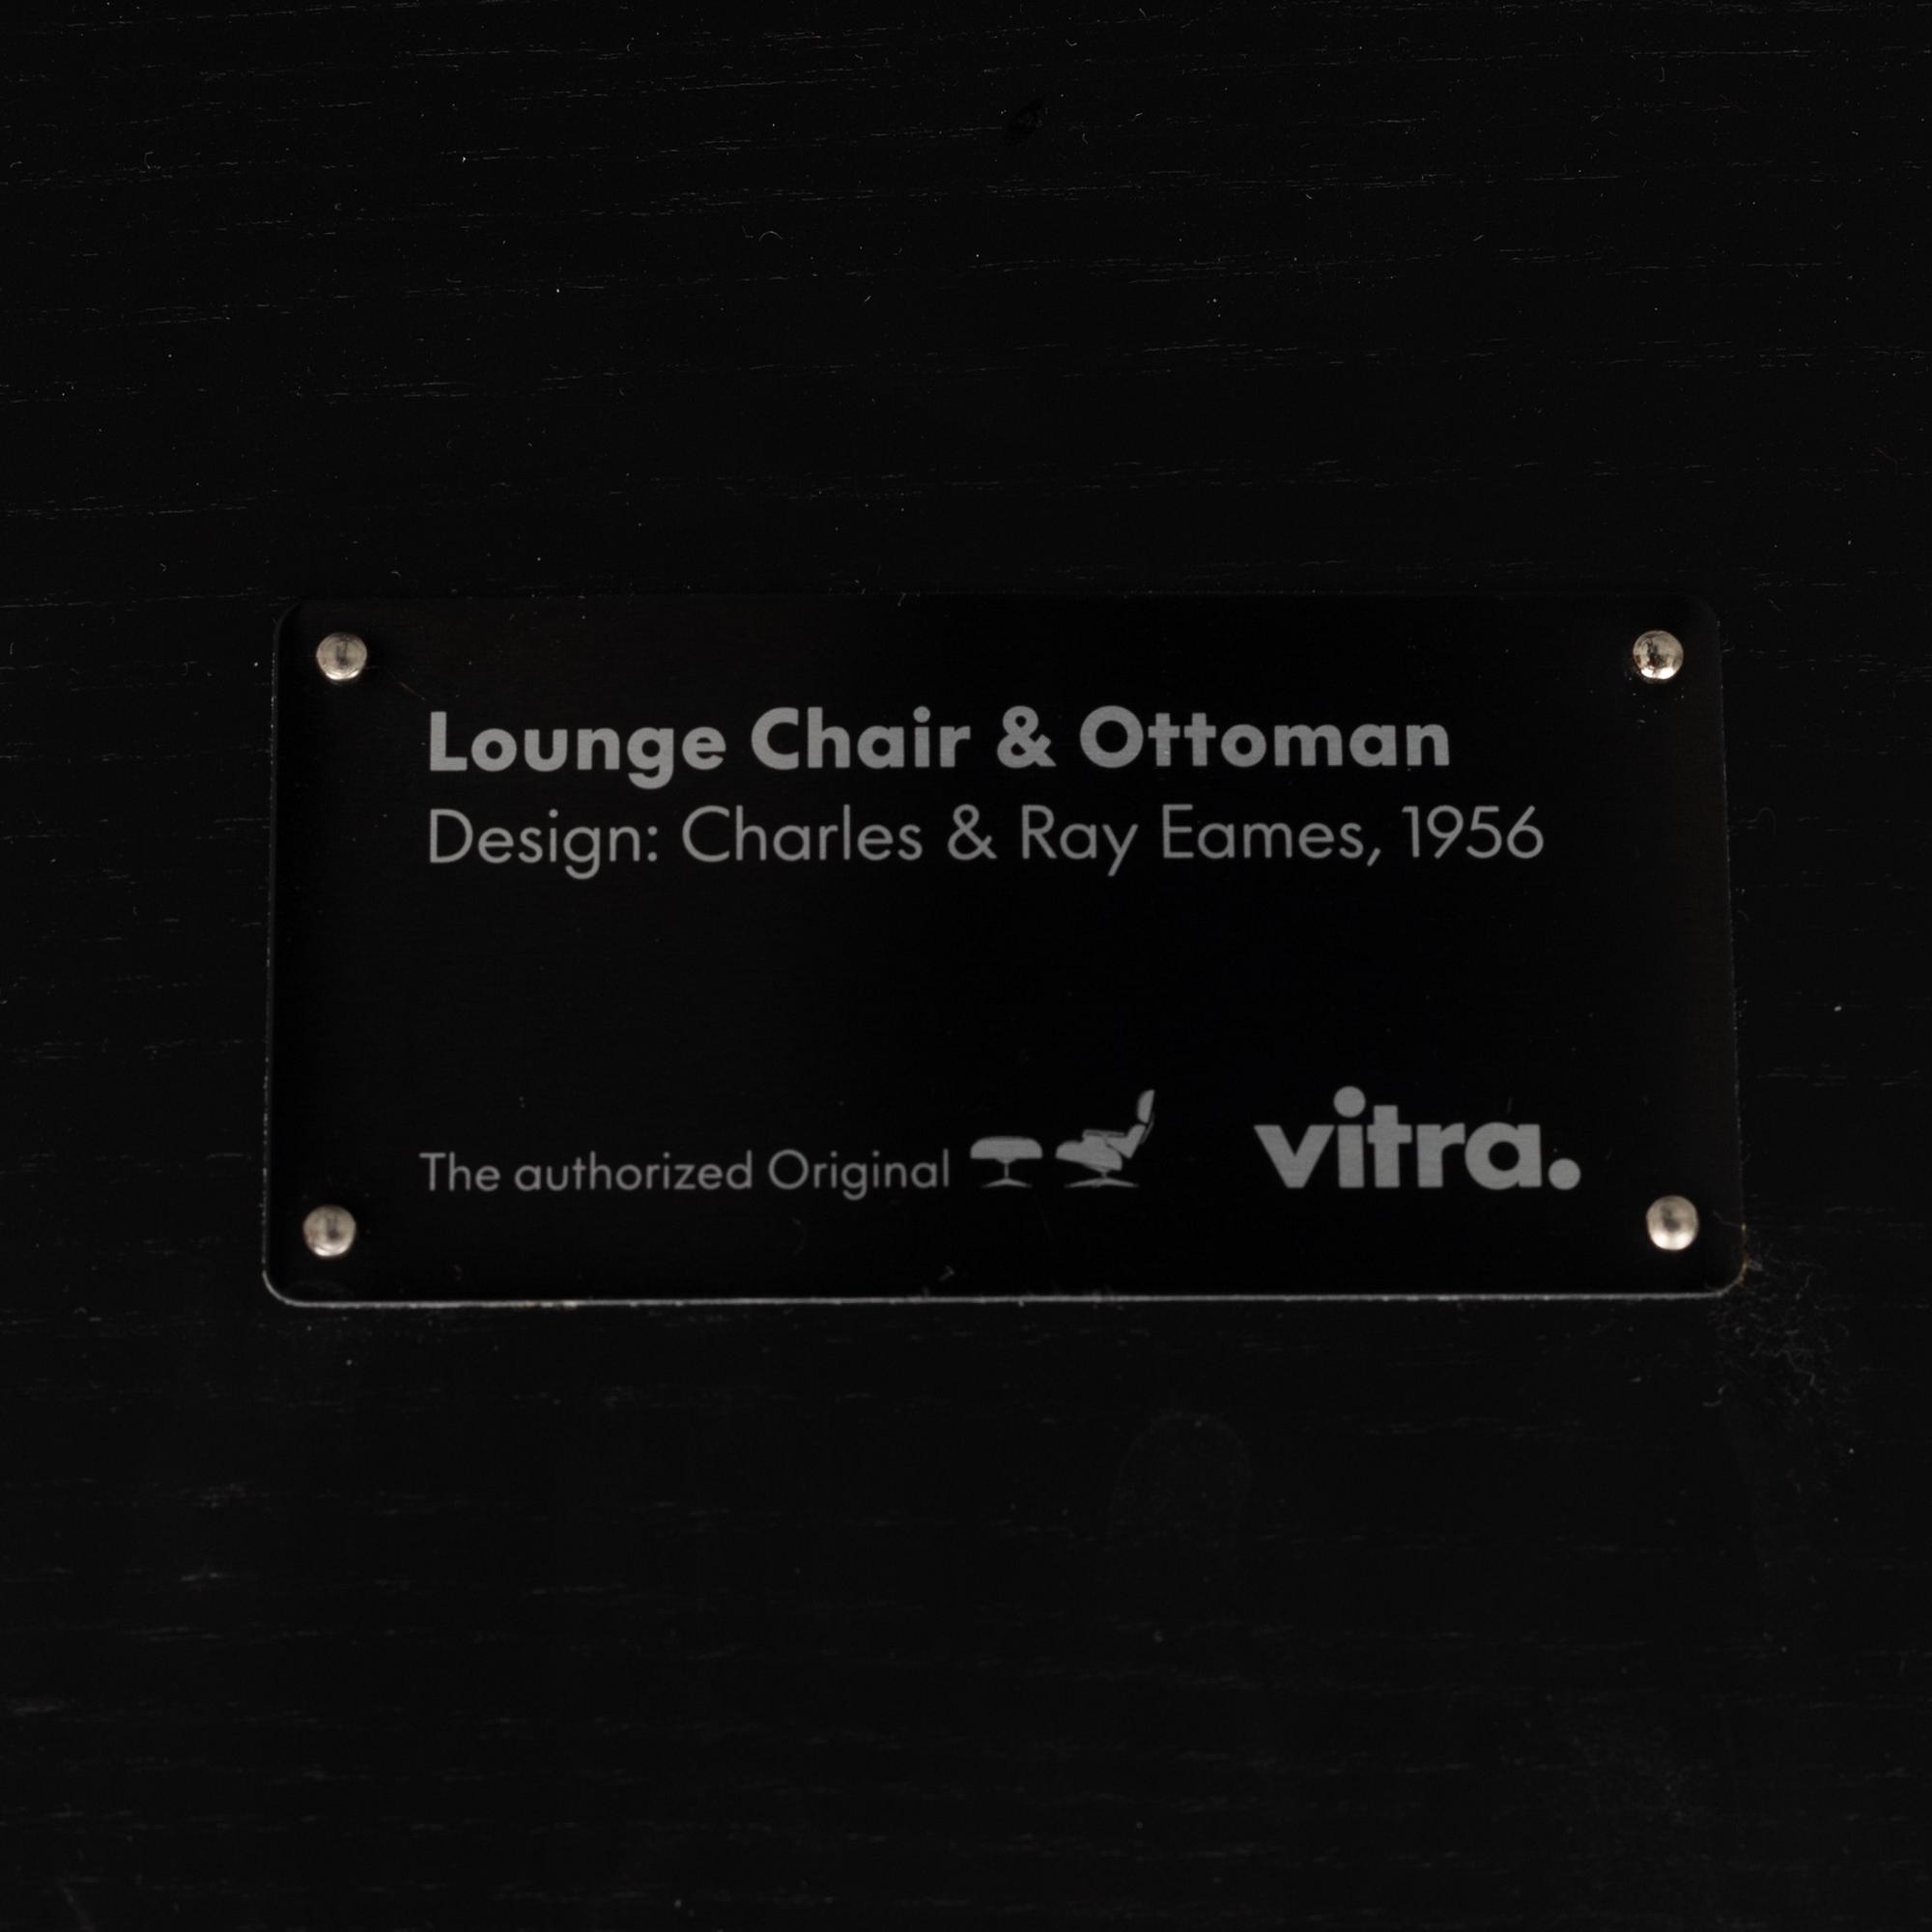 Lounge Chair & Ottoman
Design: Charles & Ray Eames, 1956
The authorized Original
vitra.